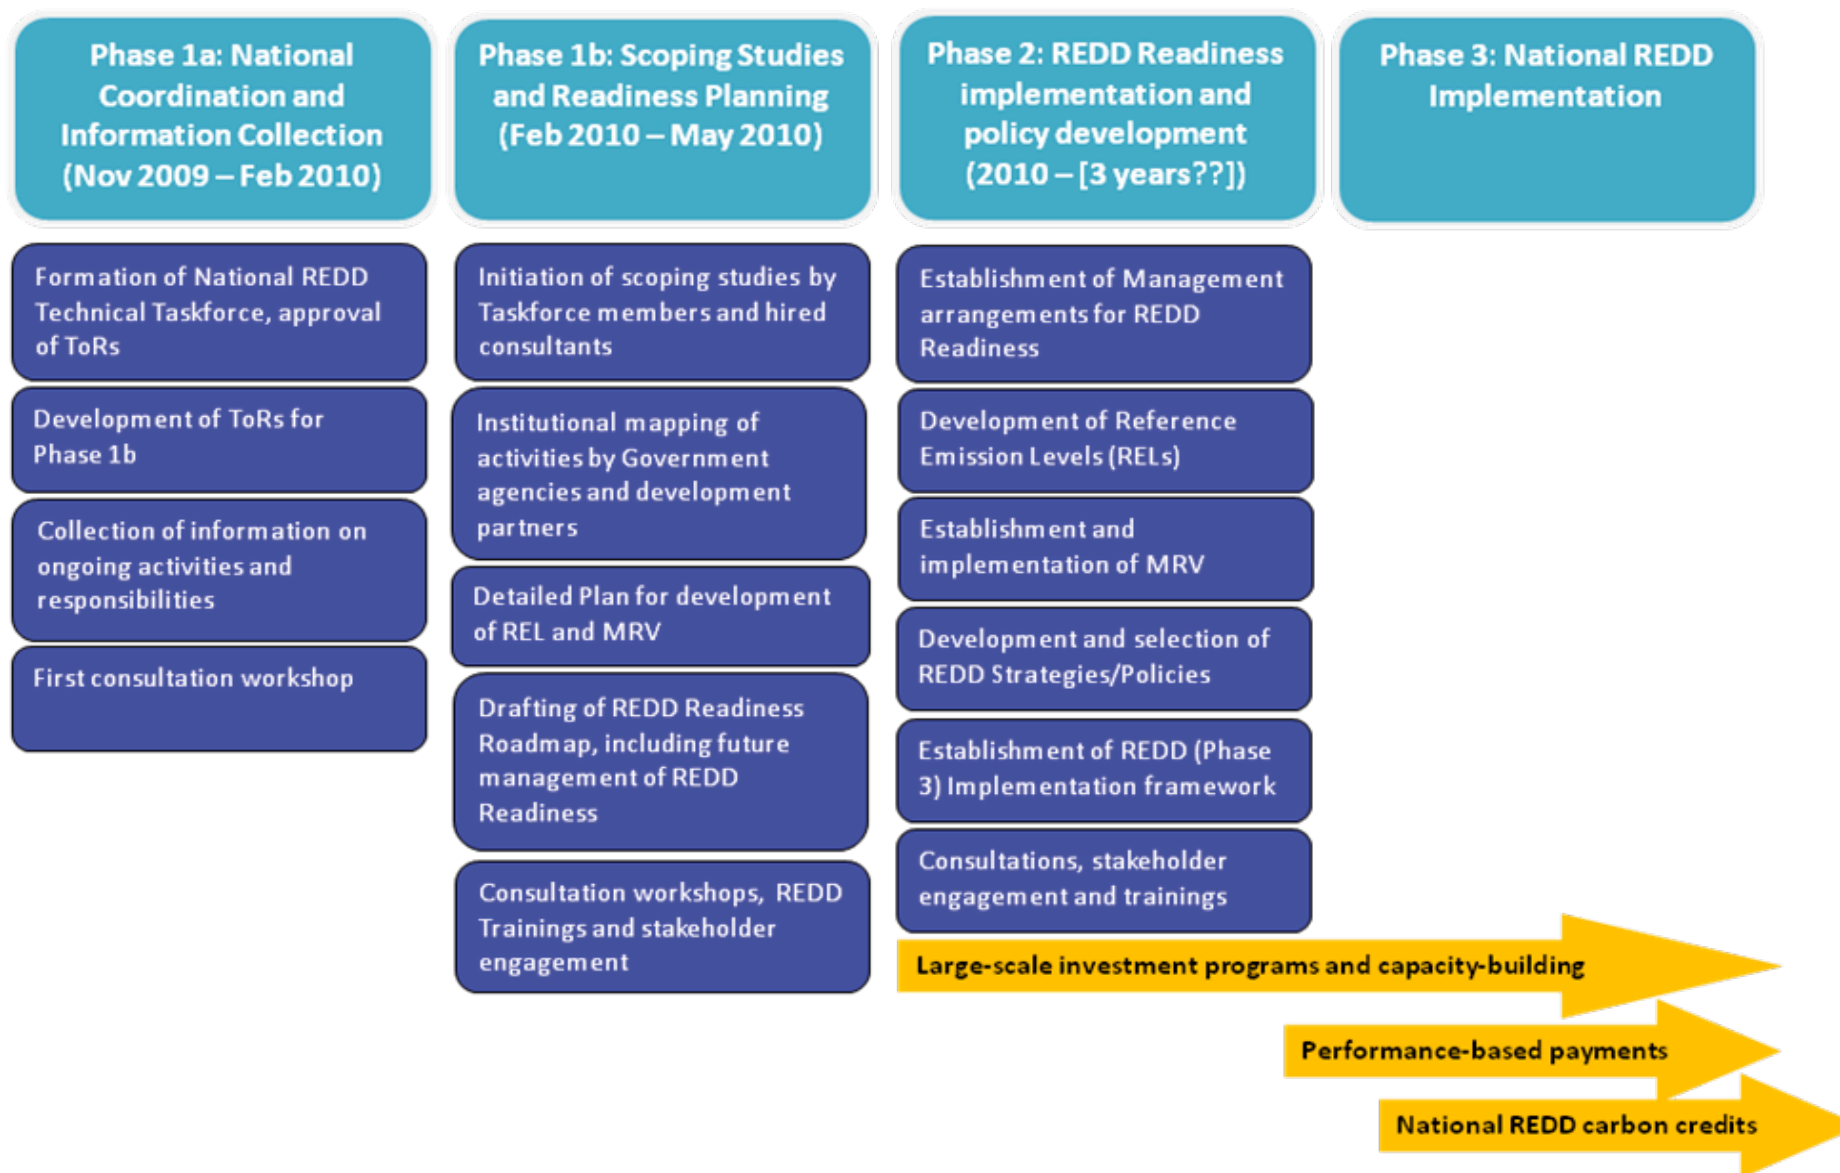 Phase 1a: National
Coordination and
Information Collection
(Nov 2009 – Feb 2010)
Formation of National REDD
Technical Taskforce, approval
of ToRs
Development of ToRs for
Phase 1b
Collection of information on
ongoing activities and
responsibilities
First consultation workshop
Phase 1b: Scoping Studies
and Readiness Planning
(Feb 2010 – May 2010)
Initiation of scoping studies by
Taskforce members and hired
consultants
Institutional mapping of
activities by Government
agencies and development
partners
Detailed Plan for development
of REL and MRV
Drafting of REDD Readiness
Roadmap, including future
management of REDD
Readiness
Consultation workshops, REDD
Trainings and stakeholder
engagement
Phase 2: REDD Readiness
implementation and
policy development
(2010 – [3 years??])
Establishment of Management
arrangements for REDD
Readiness
Development of Reference
Emission Levels (RELs)
Establishment and
implementation of MRV
Development and selection of
REDD Strategies/Policies
Establishment of REDD (Phase
3) Implementation framework
Consultations, stakeholder
engagement and trainings
Phase 3: National REDD
Implementation
Large-scale investment programs and capacity-building
Performance-based payments
National REDD carbon credits